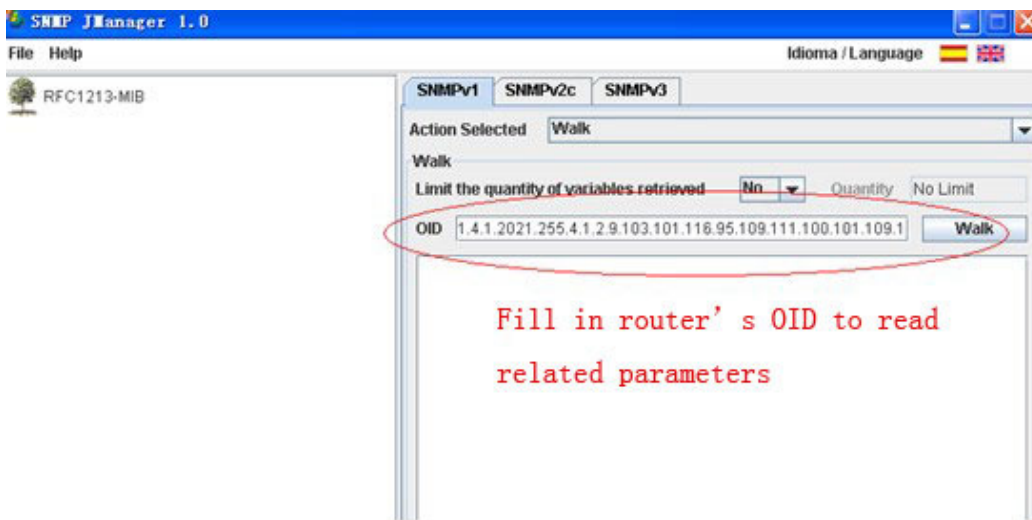 SNMP JManager 1.0
File Help Idioma / Language
RFC1213-MIB
SNMPv1 SNMPv2c SNMPv3
Action Selected Walk
Walk
Limit the quantity of variables retrieved No Quantity No Limit
OID 1.4.1.2021.255.4.1.2.9.103.101.116.95.109.111.100.101.109.1 Walk
Fill in router’s OID to read
related parameters